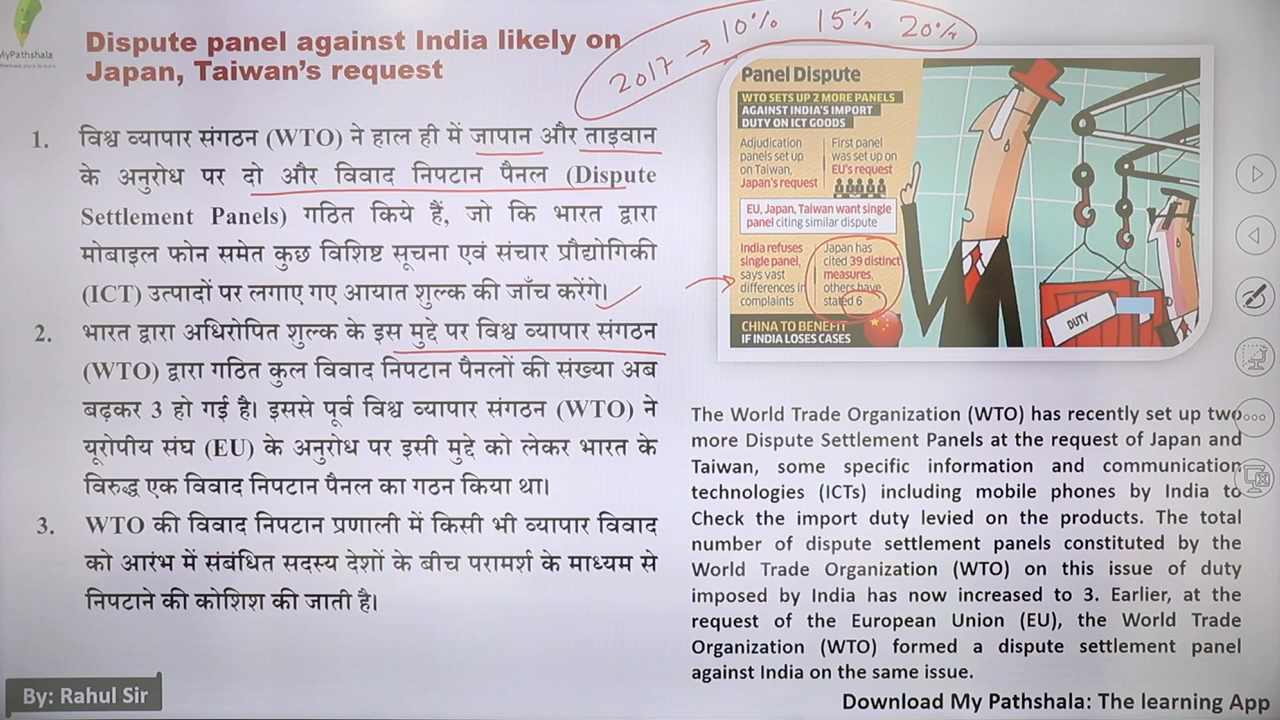 MyPathshala
Dispute panel against India likely on
Japan, Taiwan's request
2017 → 10% 15% 20%
1. विश्व व्यापार संगठन (WTO) ने हाल ही में जापान और ताइवान
के अनुरोध पर दो और विवाद निपटान पैनल (Dispute
Settlement Panels) गठित किये हैं, जो कि भारत द्वारा
मोबाइल फोन समेत कुछ विशिष्ट सूचना एवं संचार प्रौद्योगिकी
(ICT) उत्पादों पर लगाए गए आयात शुल्क की जाँच करेंगे।
2. भारत द्वारा अधिरोपित शुल्क के इस मुद्दे पर विश्व व्यापार संगठन
(WTO) द्वारा गठित कुल विवाद निपटान पैनलों की संख्या अब
बढ़कर 3 हो गई है। इससे पूर्व विश्व व्यापार संगठन (WTO) ने
यूरोपीय संघ (EU) के अनुरोध पर इसी मुद्दे को लेकर भारत के
विरुद्ध एक विवाद निपटान पैनल का गठन किया था।
3. WTO की विवाद निपटान प्रणाली में किसी भी व्यापार विवाद
को आरंभ में संबंधित सदस्य देशों के बीच परामर्श के माध्यम से
निपटाने की कोशिश की जाती है।
Panel Dispute
WTO SETS UP 2 MORE PANELS
AGAINST INDIA'S IMPORT
DUTY ON ICT GOODS
Adjudication
panels set up
on Taiwan,
Japan's request
First panel
was set up on
EU's request
EU, Japan, Taiwan want single
panel citing similar dispute
India refuses
single panel,
says vast
differences in
complaints
Japan has
cited 39 distinct
measures,
others have
stated 6
CHINA TO BENEFIT
IF INDIA LOSES CASES
DUTY
The World Trade Organization (WTO) has recently set up two
more Dispute Settlement Panels at the request of Japan and
Taiwan, some specific information and communication
technologies (ICTs) including mobile phones by India to
Check the import duty levied on the products. The total
number of dispute settlement panels constituted by the
World Trade Organization (WTO) on this issue of duty
imposed by India has now increased to 3. Earlier, at the
request of the European Union (EU), the World Trade
Organization (WTO) formed a dispute settlement panel
against India on the same issue.
By: Rahul Sir
Download My Pathshala: The learning App